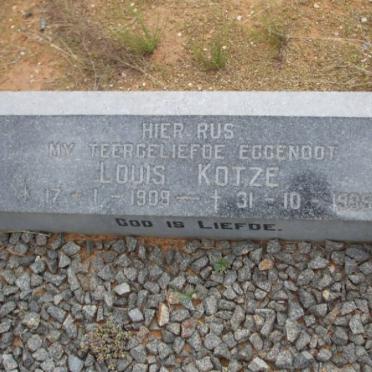 HIER RUS
MY TEERGELIEFDE EGGENOOT
LOUIS KOTZE
* 17 - 1 - 1909 — † 31 - 10 -
GOD IS LIEFDE.